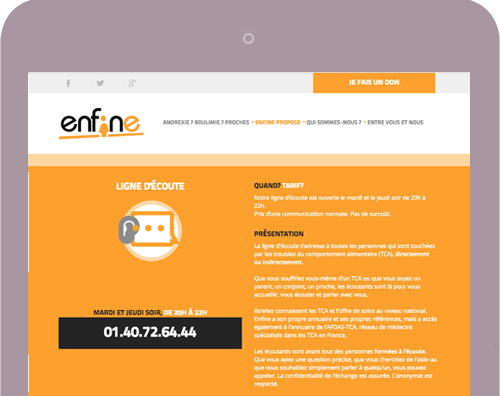 JE FAIS UN DON
enfine
ANOREXIE ? BOULIMIE ? PROCHES - ENFINE PROPOSE - QUI SOMMES-NOUS ? - ENTRE VOUS ET NOUS
LIGNE D'ÉCOUTE
MARDI ET JEUDI SOIR, DE 20H À 22H
01.40.72.64.44
QUAND? TARIF?
Notre ligne d'écoute est ouverte le mardi et le jeudi soir de 20h à
22h.
Prix d'une communication normale. Pas de surcoût.
PRÉSENTATION
La ligne d'écoute s'adresse à toutes les personnes qui sont touchées
par les troubles du comportement alimentaire (TCA), directement
ou indirectement.
Que vous souffriez vous-même d'un TCA ou que vous soyez un
parent, un conjoint, un proche, les écoutants sont là pour vous
accueillir, vous écouter et parler avec vous.
Ils/elles connaissent les TCA et l'offre de soins au niveau national.
Enfine a son propre annuaire et ses propres références, mais a accès
également à l'annuaire de l'AFDAS-TCA, réseau de médecins
spécialisés dans les TCA en France.
Les écoutants sont avant tout des personnes formées à l'écoute.
Que vous ayiez une question précise, que vous cherchiez de l'aide ou
que vous souhaitiez simplement parler à quelqu'un, vous pouvez
appeler. La confidentialité de l'échange est assurée. L'anonymat est
respecté.